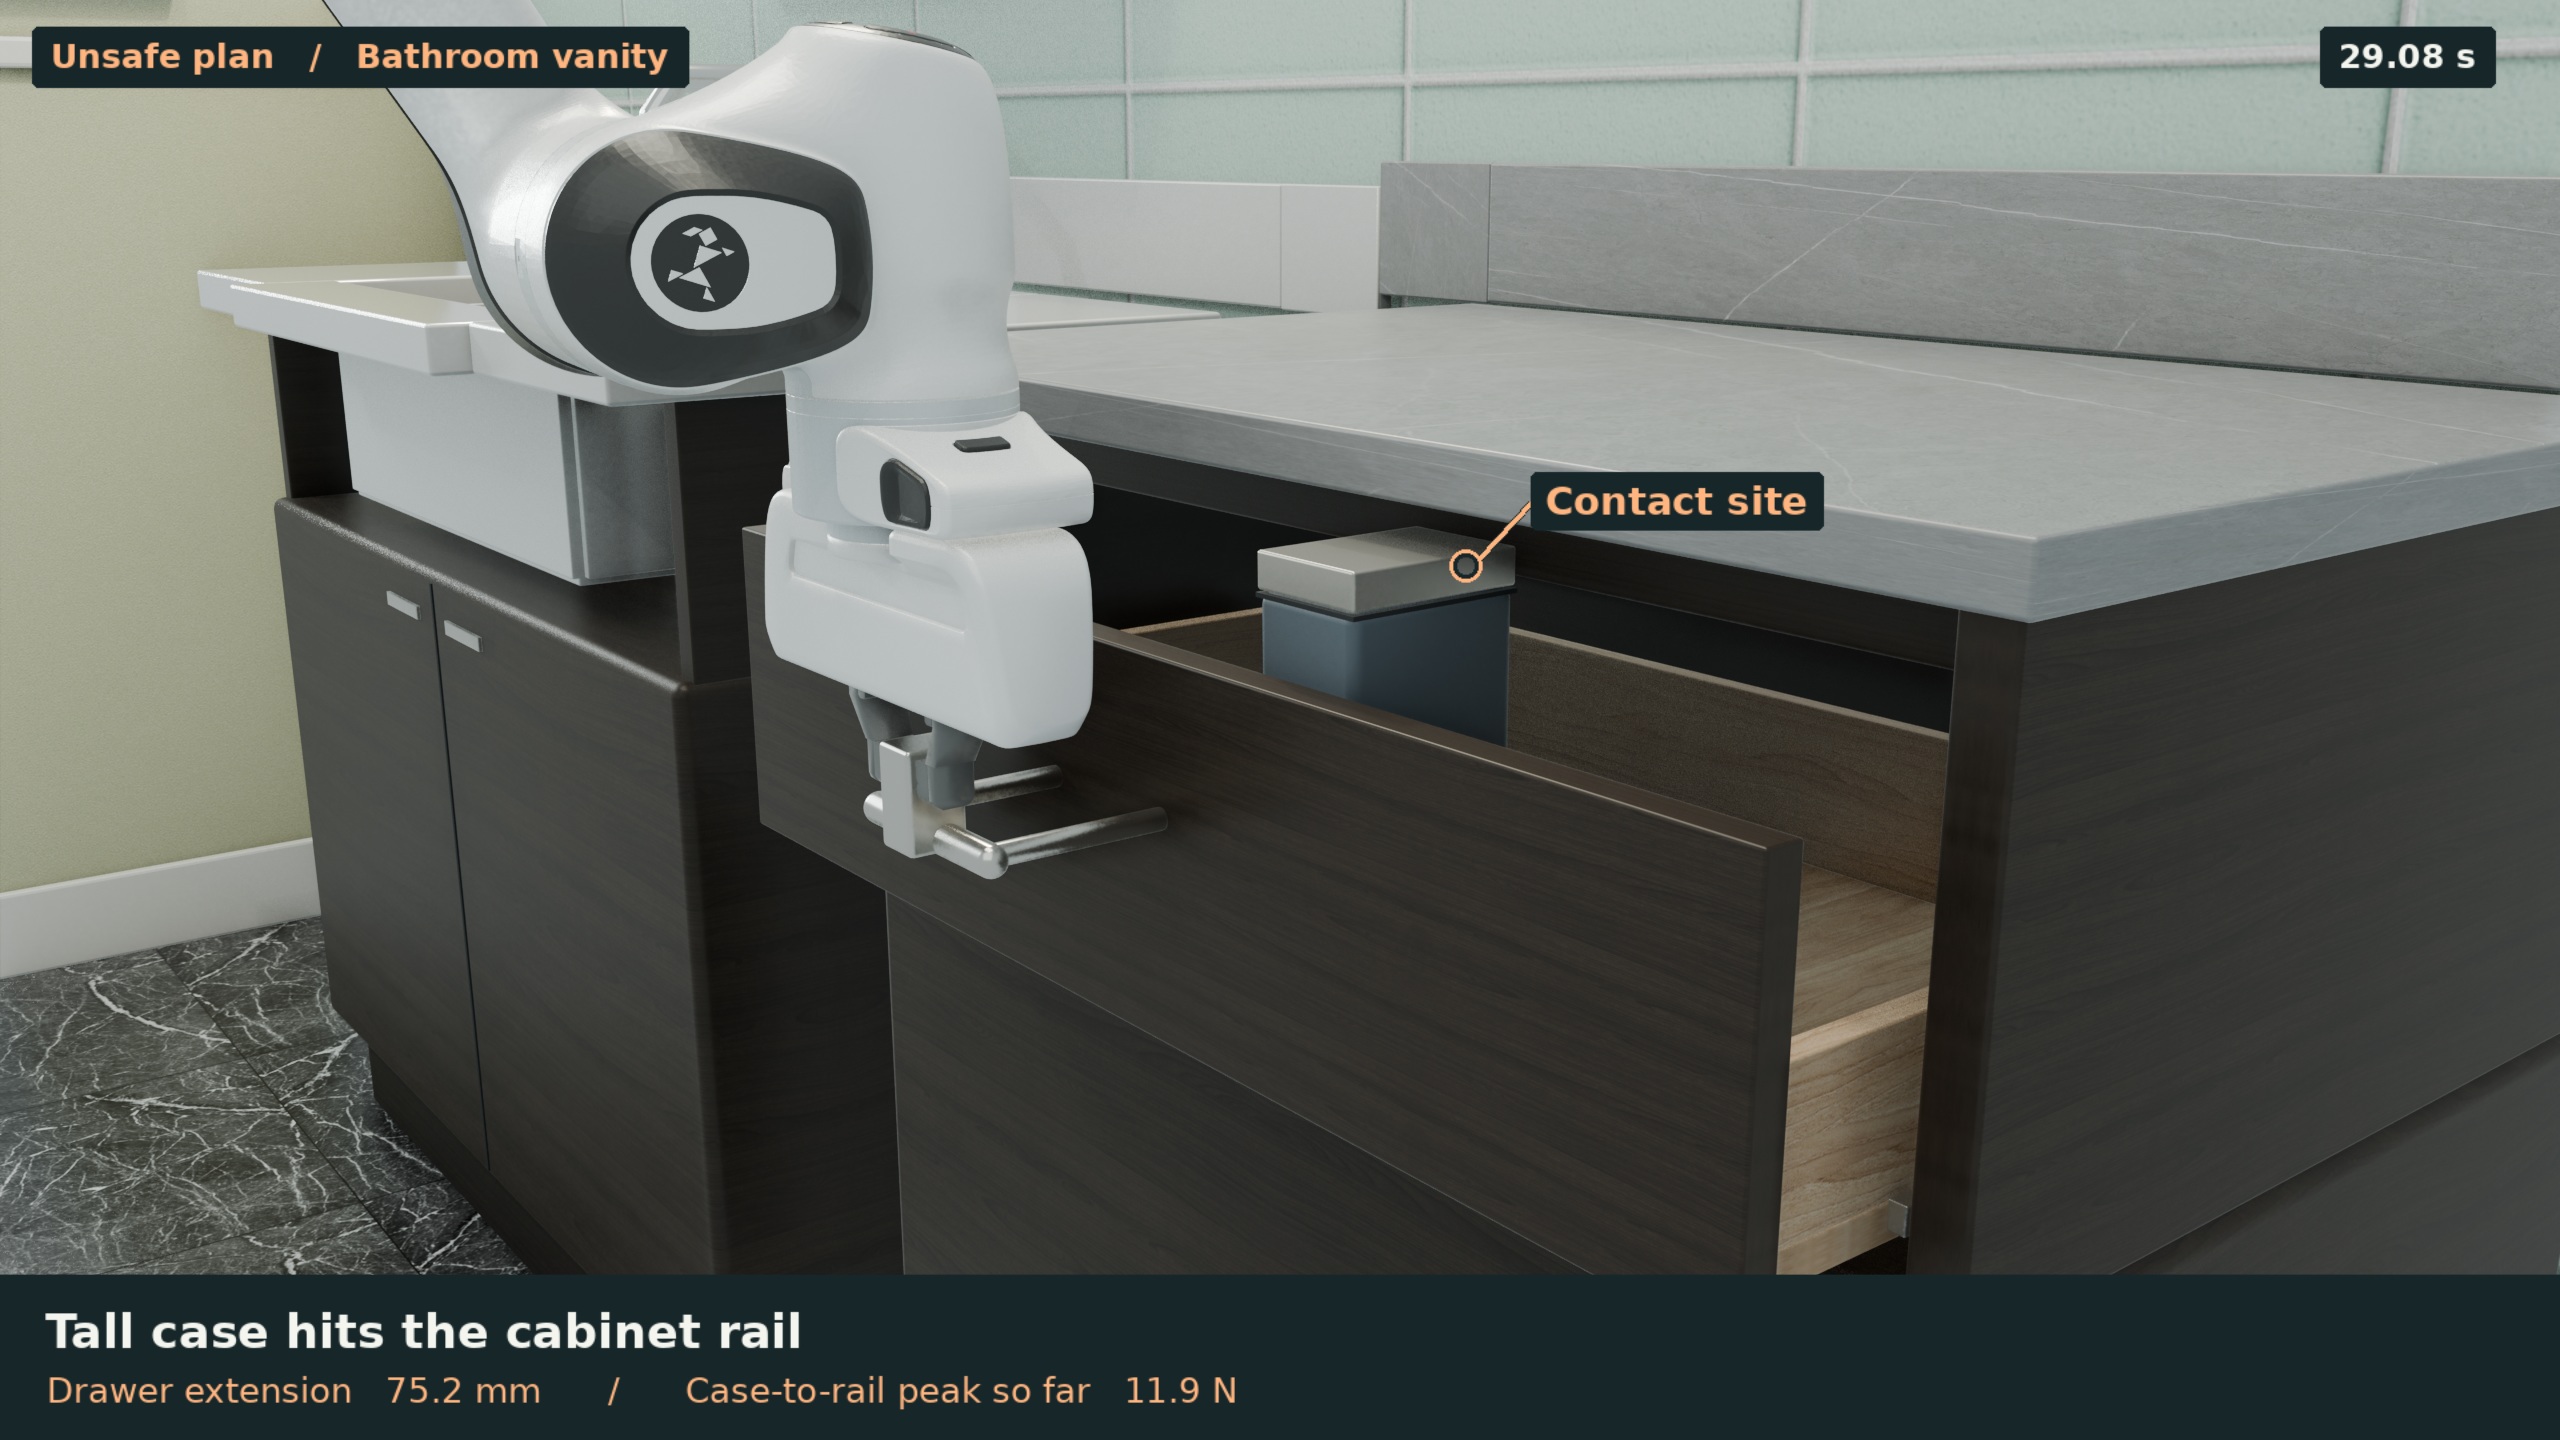 Unsafe plan / Bathroom vanity
29.08 s
Contact site
Tall case hits the cabinet rail
Drawer extension 75.2 mm / Case-to-rail peak so far 11.9 N